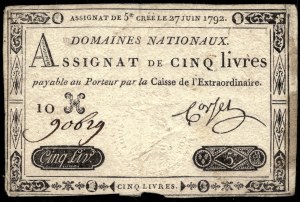 ASSIGNAT DE 5# CRÉÉ LE 27 JUIN 1792.
DOMAINES NATIONAUX.
ASSIGNAT DE CINQ livres
payable au Porteur par la Caisse de l'Extraordinaire.
10 X
90629
Corsel
Cinq Liv.
5
CINQ LIVRES.